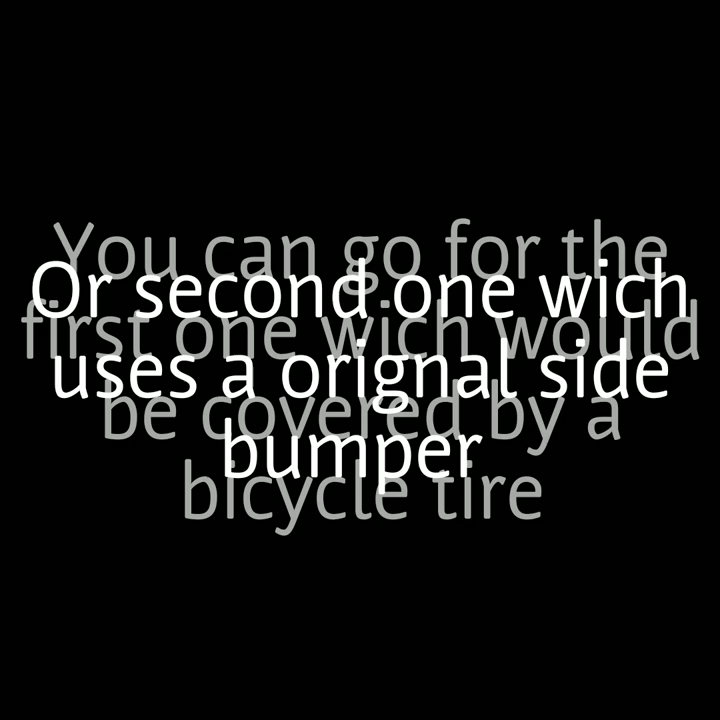 You can go for the
first one wich would
be covered by a
bicycle tire
Or second one wich
uses a orignal side
bumper